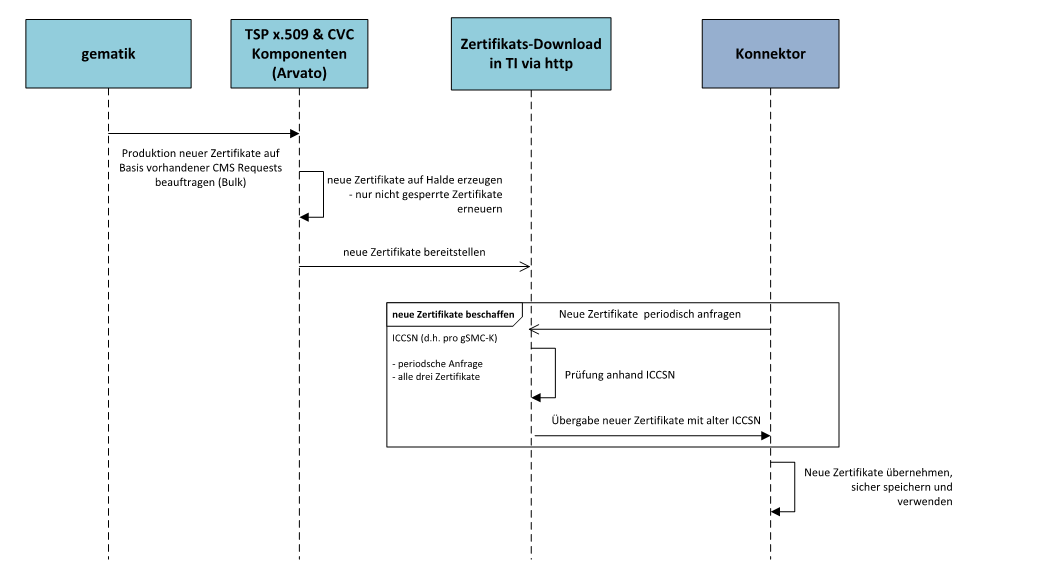 gematik
TSP x.509 & CVC
Komponenten
(Arvato)
Zertifikats-Download
in TI via http
Konnektor
Produktion neuer Zertifikate auf
Basis vorhandener CMS Requests
beauftragen (Bulk)
neue Zertifikate auf Halde erzeugen
- nur nicht gesperrte Zertifikate
erneuern
neue Zertifikate bereitstellen
neue Zertifikate beschaffen
Neue Zertifikate periodisch anfragen
ICCSN (d.h. pro gSMC-K)
- periodsche Anfrage
- alle drei Zertifikate
Prüfung anhand ICCSN
Übergabe neuer Zertifikate mit alter ICCSN
Neue Zertifikate übernehmen,
sicher speichern und
verwenden